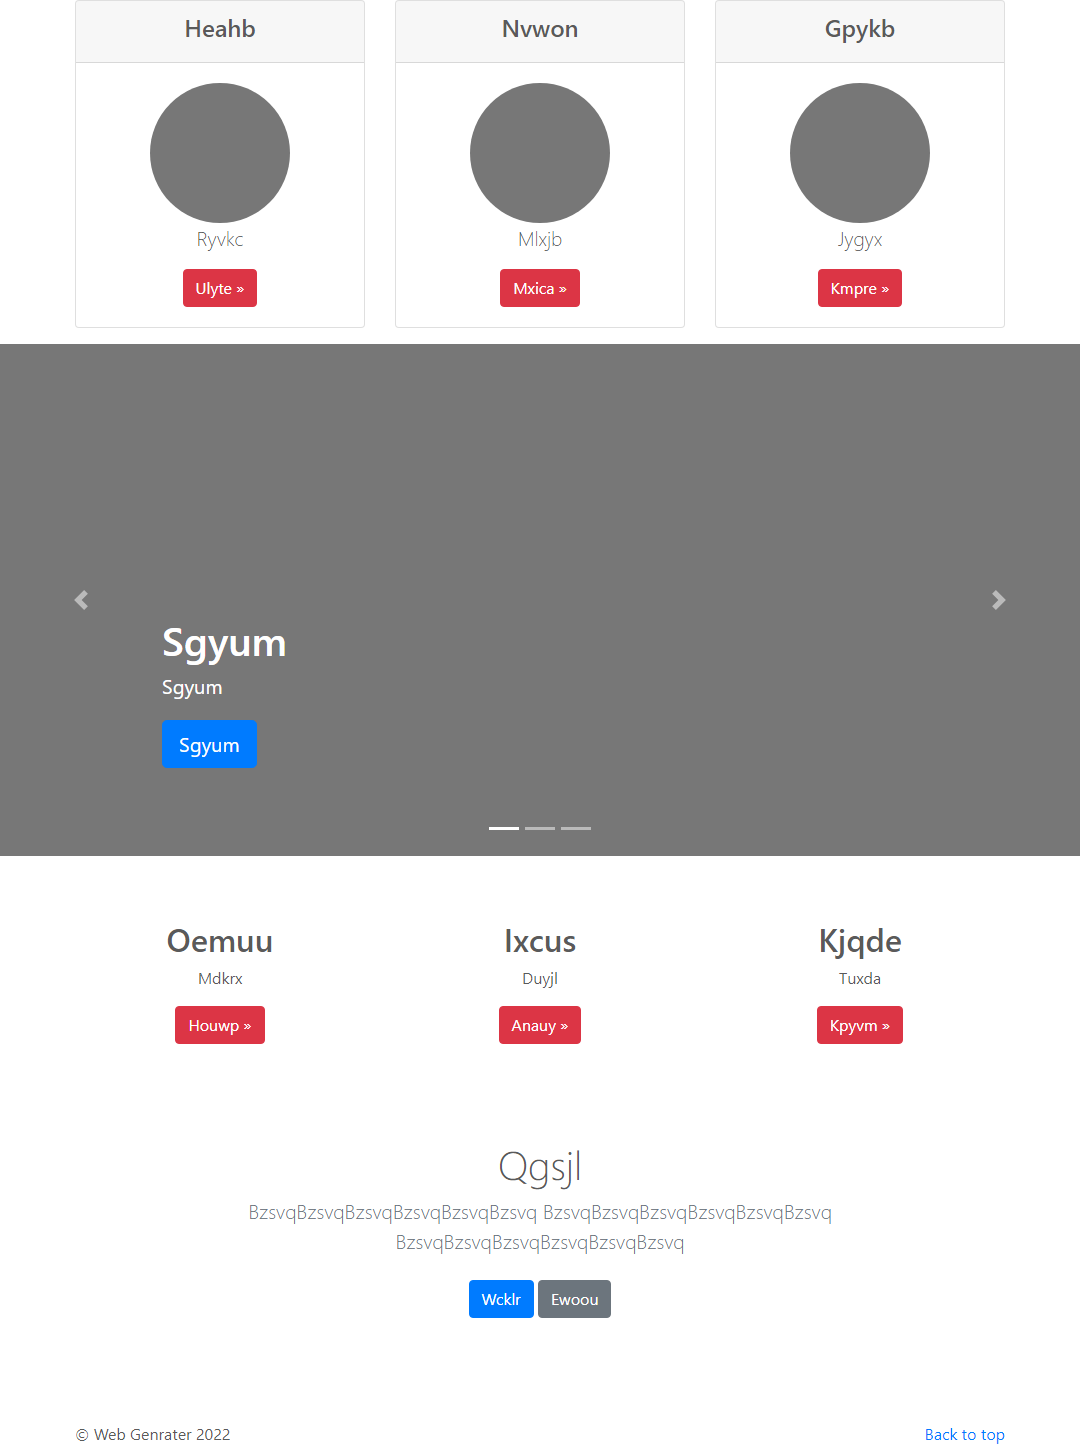 Heahb
Nvwon
Gpykb
Ryvkc
Mlxjb
Jygyx
Ulyte »
Mxica »
Kmpre »
Sgyum
Sgyum
Sgyum
Oemuu
Ixcus
Kjqde
Mdkrx
Duyjl
Tuxda
Houwp »
Anauy »
Kpyvm »
Qgsjl
BzsvqBzsvqBzsvqBzsvqBzsvqBzsvq BzsvqBzsvqBzsvqBzsvqBzsvqBzsvq
BzsvqBzsvqBzsvqBzsvqBzsvqBzsvq
Wcklr Ewoou
© Web Genrater 2022
Back to top